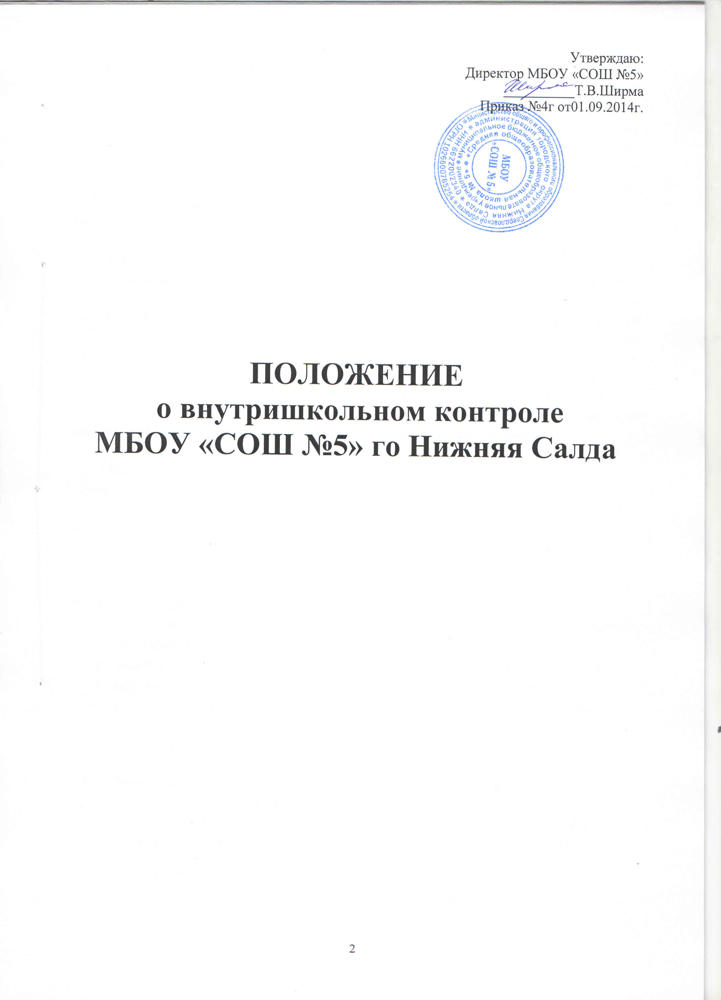 Утверждаю:
Директор МБОУ «СОШ №5»
____________Т.В.Ширма
Приказ №4г от01.09.2014г.
* Министерство общего и профессионального образования Свердловской области * ОГРН 1026600785254
* администрация городского округа Нижняя Салда * ИНН 6622002340
* муниципальное бюджетное общеобразовательное учреждение
* «Средняя общеобразовательная школа № 5» *
МБОУ
«СОШ № 5»
ПОЛОЖЕНИЕ
о внутришкольном контроле
МБОУ «СОШ №5» го Нижняя Салда
2